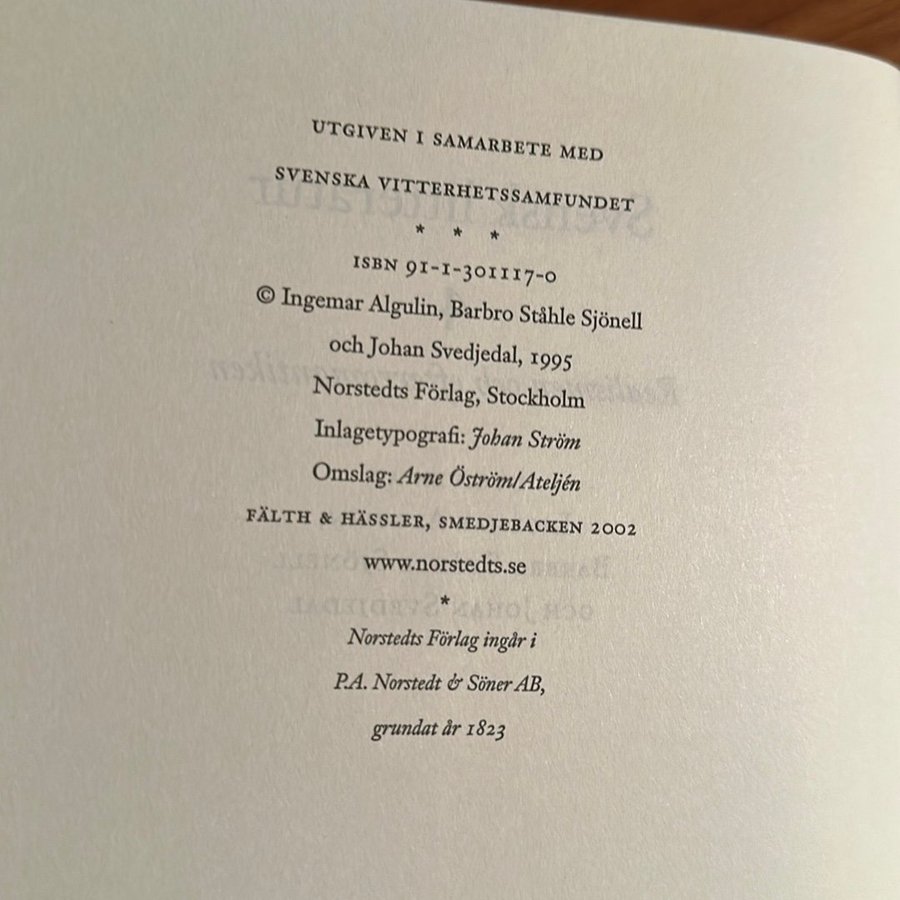 UTGIVEN I SAMARBETE MED
SVENSKA VITTERHETSSAMFUNDET
* * *
ISBN 91-1-301117-0
© Ingemar Algulin, Barbro Ståhle Sjönell
och Johan Svedjedal, 1995
Norstedts Förlag, Stockholm
Inlagetypografi: Johan Ström
Omslag: Arne Öström/Ateljén
FÄLTH & HÄSSLER, SMEDJEBACKEN 2002
www.norstedts.se
*
Norstedts Förlag ingår i
P.A. Norstedt & Söner AB,
grundat år 1823